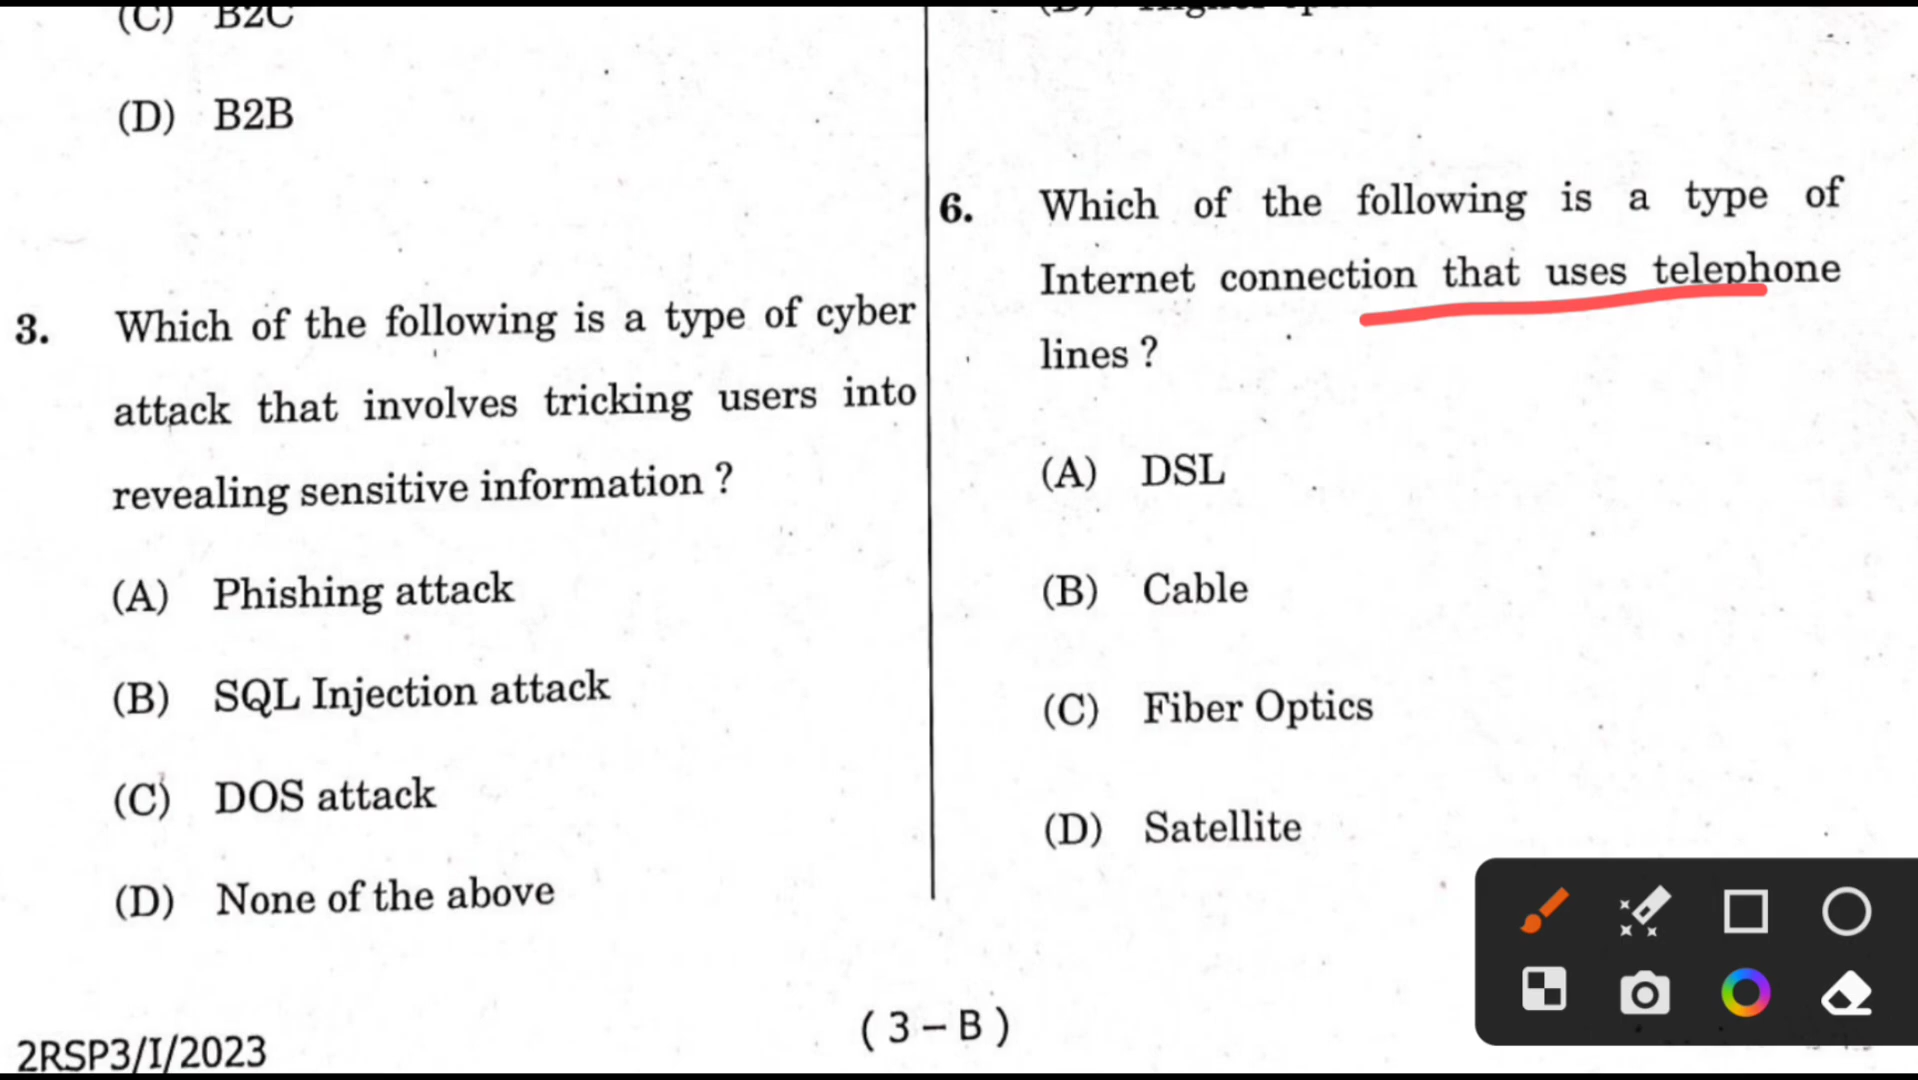 (C) B2C
(D) B2B
3. Which of the following is a type of cyber
attack that involves tricking users into
revealing sensitive information ?
(A) Phishing attack
(B) SQL Injection attack
(C) DOS attack
(D) None of the above
6. Which of the following is a type of
Internet connection that uses telephone
lines ?
(A) DSL
(B) Cable
(C) Fiber Optics
(D) Satellite
( 3 – B )
2RSP3/I/2023